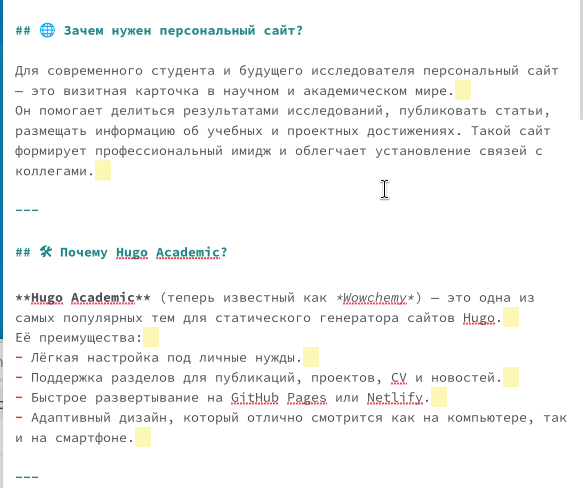 ## 🌐 Зачем нужен персональный сайт?
Для современного студента и будущего исследователя персональный сайт
— это визитная карточка в научном и академическом мире.
Он помогает делиться результатами исследований, публиковать статьи,
размещать информацию об учебных и проектных достижениях. Такой сайт
формирует профессиональный имидж и облегчает установление связей с
коллегами.
---
## 🛠 Почему Hugo Academic?
**Hugo Academic** (теперь известный как *Wowchemy*) — это одна из
самых популярных тем для статического генератора сайтов Hugo.
Её преимущества:
- Лёгкая настройка под личные нужды.
- Поддержка разделов для публикаций, проектов, CV и новостей.
- Быстрое развертывание на GitHub Pages или Netlify.
- Адаптивный дизайн, который отлично смотрится как на компьютере, так
и на смартфоне.
---